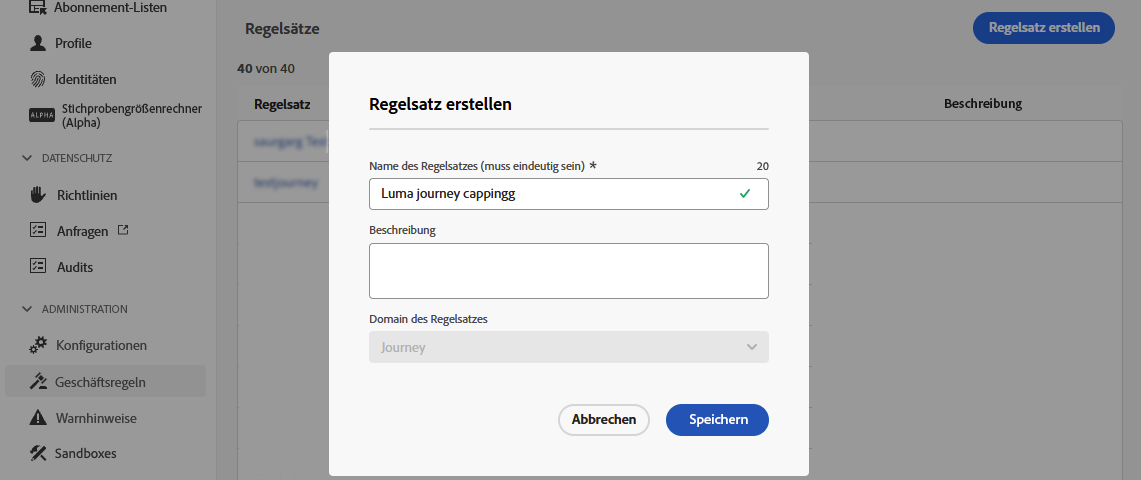 Abonnement-Listen
Profile
Identitäten
ALPHA
Stichprobengrößenrechner
(Alpha)
DATENSCHUTZ
Richtlinien
Anfragen
Audits
ADMINISTRATION
Konfigurationen
Geschäftsregeln
Warnhinweise
Sandboxes
Regelsätze
Regelsatz erstellen
40 von 40
Regelsatz
Beschreibung
saurgarg Test
testjourney
Regelsatz erstellen
Name des Regelsatzes (muss eindeutig sein) *
20
Luma journey cappingg
Beschreibung
Domain des Regelsatzes
Journey
Abbrechen
Speichern